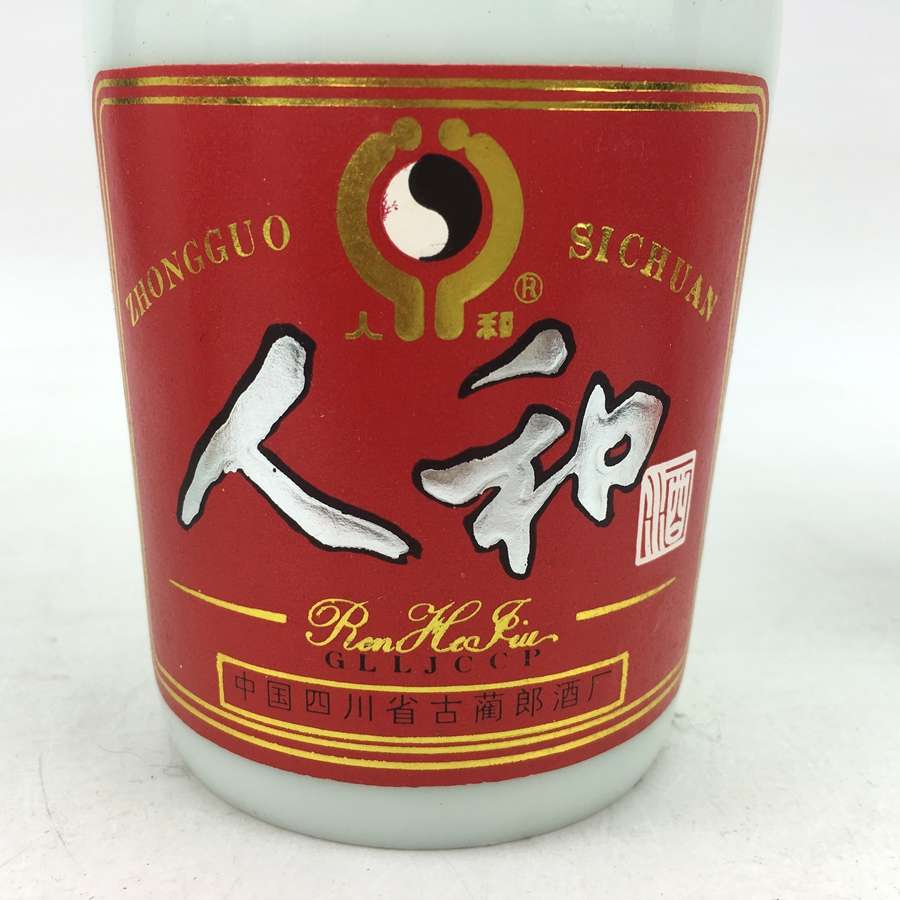 ZHONGGUO SICHUAN
人和®
人和
酒
Ren He Jiu
GLLJCCP
中国四川省古蔺郎酒厂